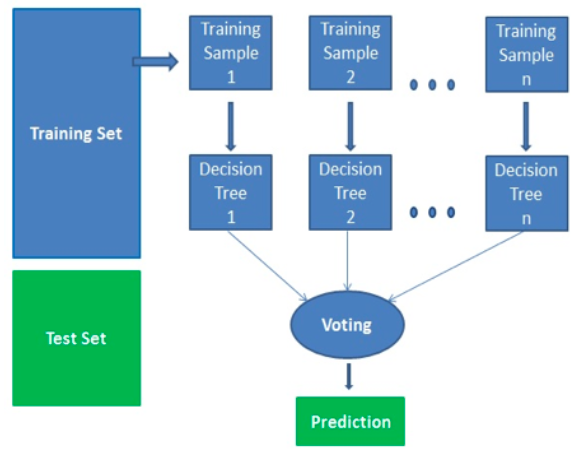 Training Set
Training
Sample
1
Training
Sample
2
Training
Sample
n
Decision
Tree
1
Decision
Tree
2
Decision
Tree
n
Test Set
Voting
Prediction